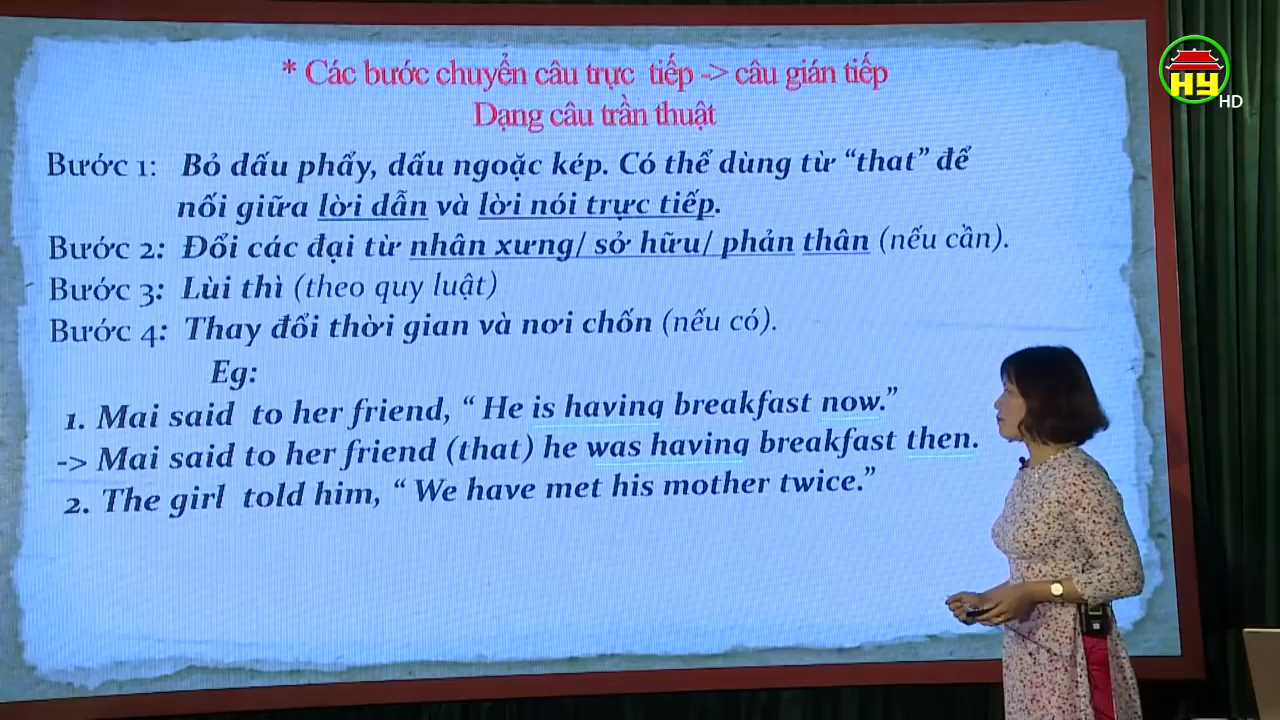 * Các bước chuyển câu trực tiếp -> câu gián tiếp
Dạng câu trần thuật
Bước 1: Bỏ dấu phẩy, dấu ngoặc kép. Có thể dùng từ “that” để
nối giữa lời dẫn và lời nói trực tiếp.
Bước 2: Đổi các đại từ nhân xưng/ sở hữu/ phản thân (nếu cần).
Bước 3: Lùi thì (theo quy luật)
Bước 4: Thay đổi thời gian và nơi chốn (nếu có).
Eg:
1. Mai said to her friend, “ He is having breakfast now.”
-> Mai said to her friend (that) he was having breakfast then.
2. The girl told him, “ We have met his mother twice.”
HY
HD